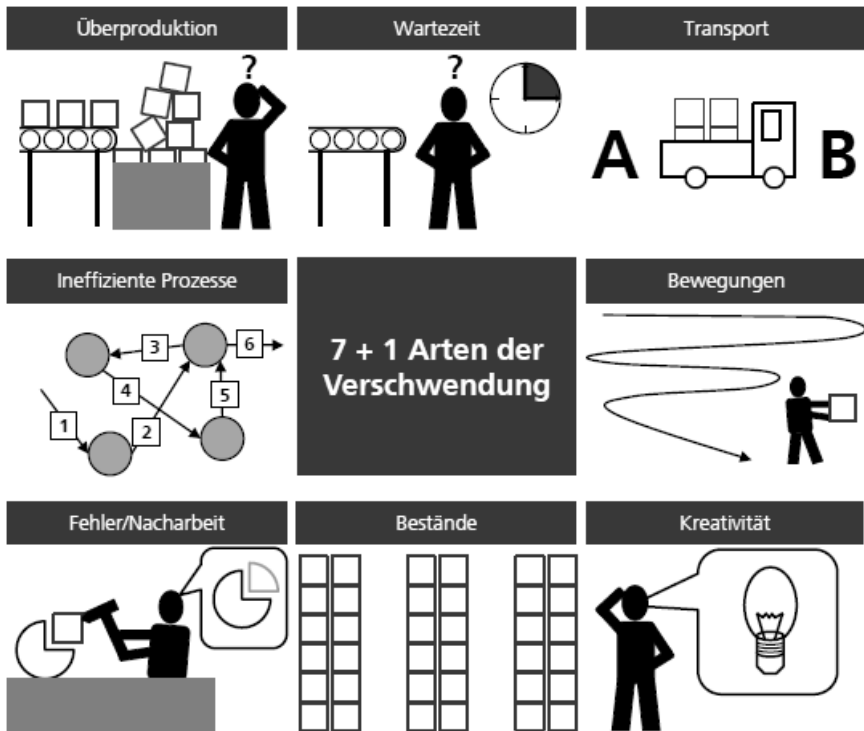 Überproduktion
Wartezeit
Transport
?
?
A
B
Ineffiziente Prozesse
7 + 1 Arten der
Verschwendung
Bewegungen
3
6
4
5
1
2
Fehler/Nacharbeit
Bestände
Kreativität